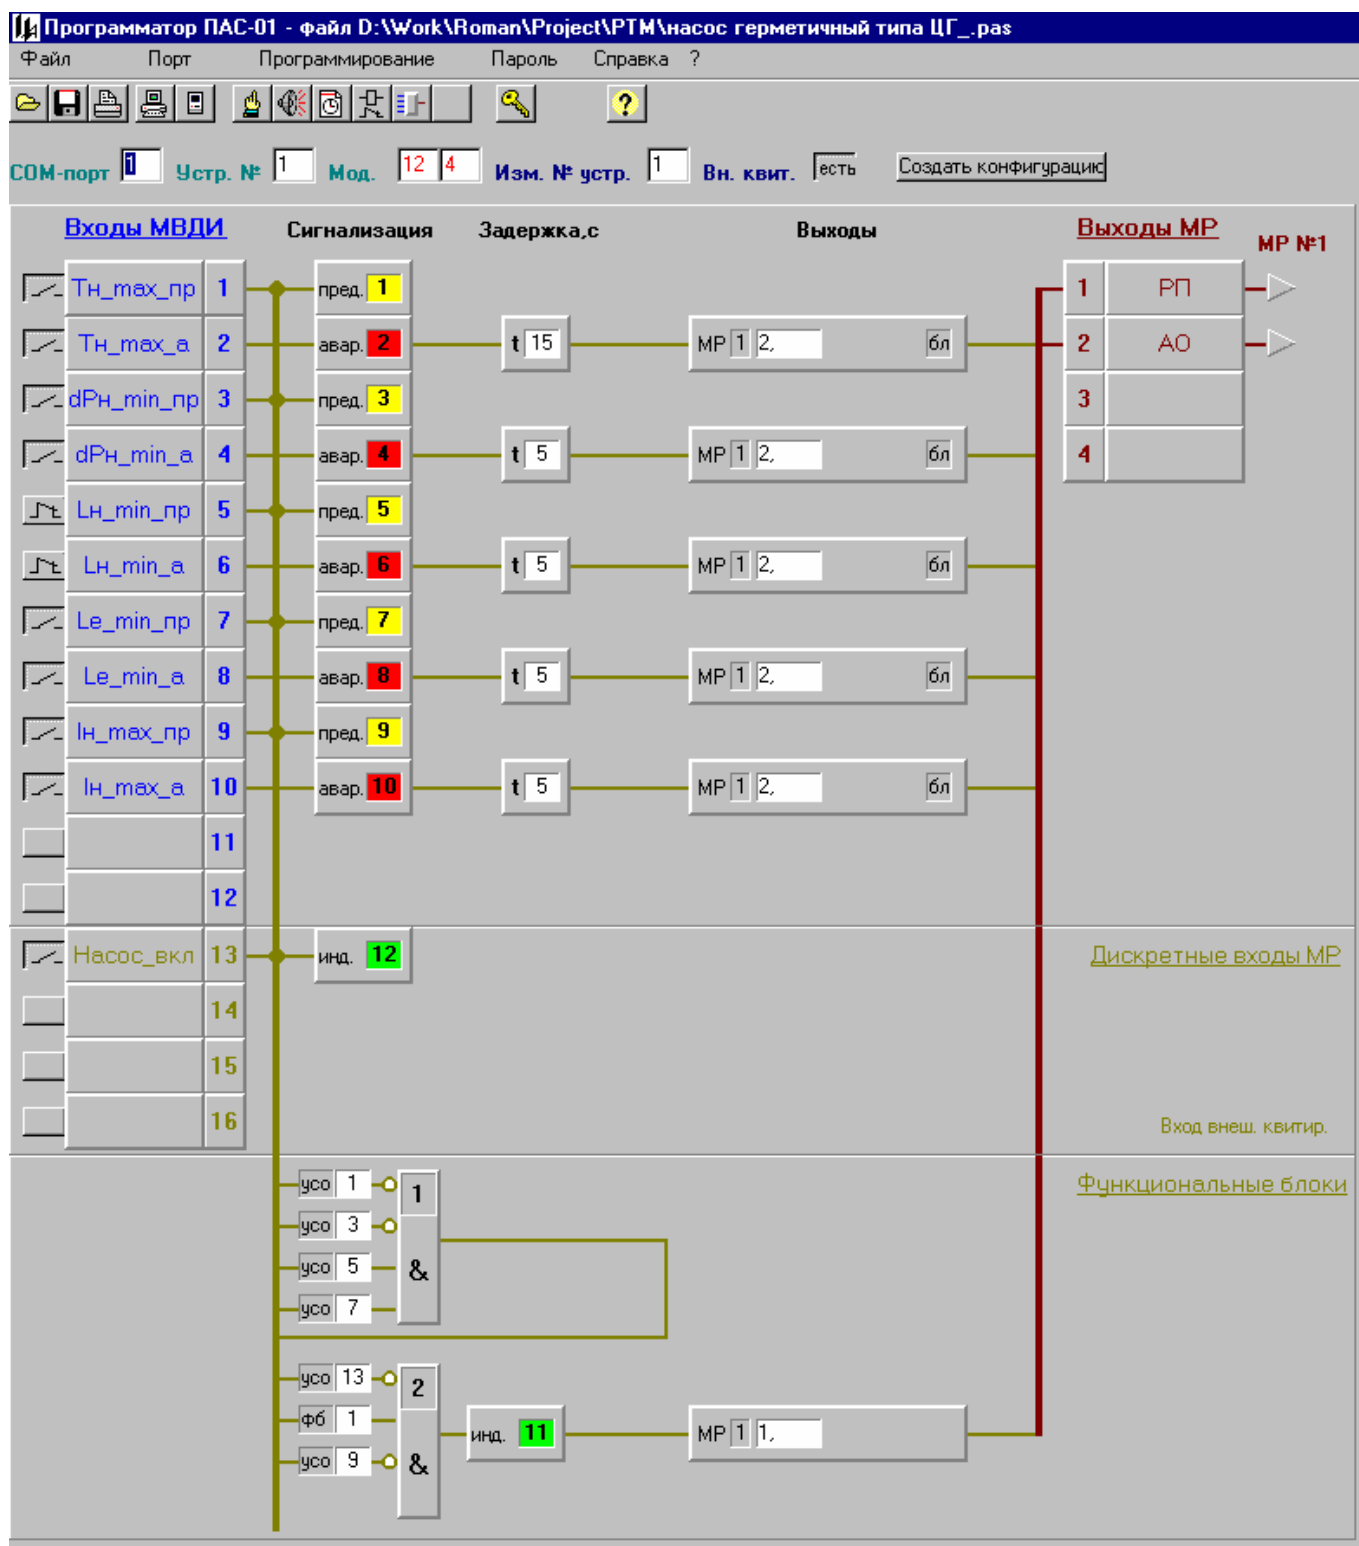 Программатор ПАС-01 - файл D:\Work\Roman\Project\РТМ\насос герметичный типа ЦГ_.pas
Файл Порт Программирование Пароль Справка ?
СОМ-порт 1 Устр. № 1 Мод. 12 4 Изм. № устр. 1 Вн. квит. есть Создать конфигурацию
Входы МВДИ Сигнализация Задержка,с Выходы Выходы МР МР №1
Тн_max_пр 1 пред. 1 1 РП
Тн_max_а 2 авар. 2 t 15 МР 1 2, бл 2 АО
dРн_min_пр 3 пред. 3 3
dРн_min_а 4 авар. 4 t 5 МР 1 2, бл 4
Lн_min_пр 5 пред. 5
Lн_min_а 6 авар. 6 t 5 МР 1 2, бл
Le_min_пр 7 пред. 7
Le_min_а 8 авар. 8 t 5 МР 1 2, бл
Iн_max_пр 9 пред. 9
Iн_max_а 10 авар. 10 t 5 МР 1 2, бл
11
12
Насос_вкл 13 инд. 12 Дискретные входы МР
14
15
16 Вход внеш. квитир.
усо 1 1 Функциональные блоки
усо 3
усо 5 &
усо 7
усо 13 2
фб 1 инд. 11 МР 1 1,
усо 9 &